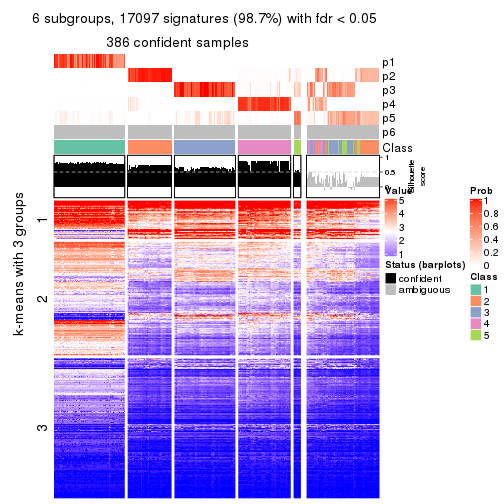 6 subgroups, 17097 signatures (98.7%) with fdr < 0.05
386 confident samples
p1
p2
p3
p4
p5
p6
Class
1
0.5
0
Silhouette
score
k-means with 3 groups
1
2
3
Value
5
4
3
2
1
Status (barplots)
confident
ambiguous
Prob
1
0.8
0.6
0.4
0.2
0
Class
1
2
3
4
5